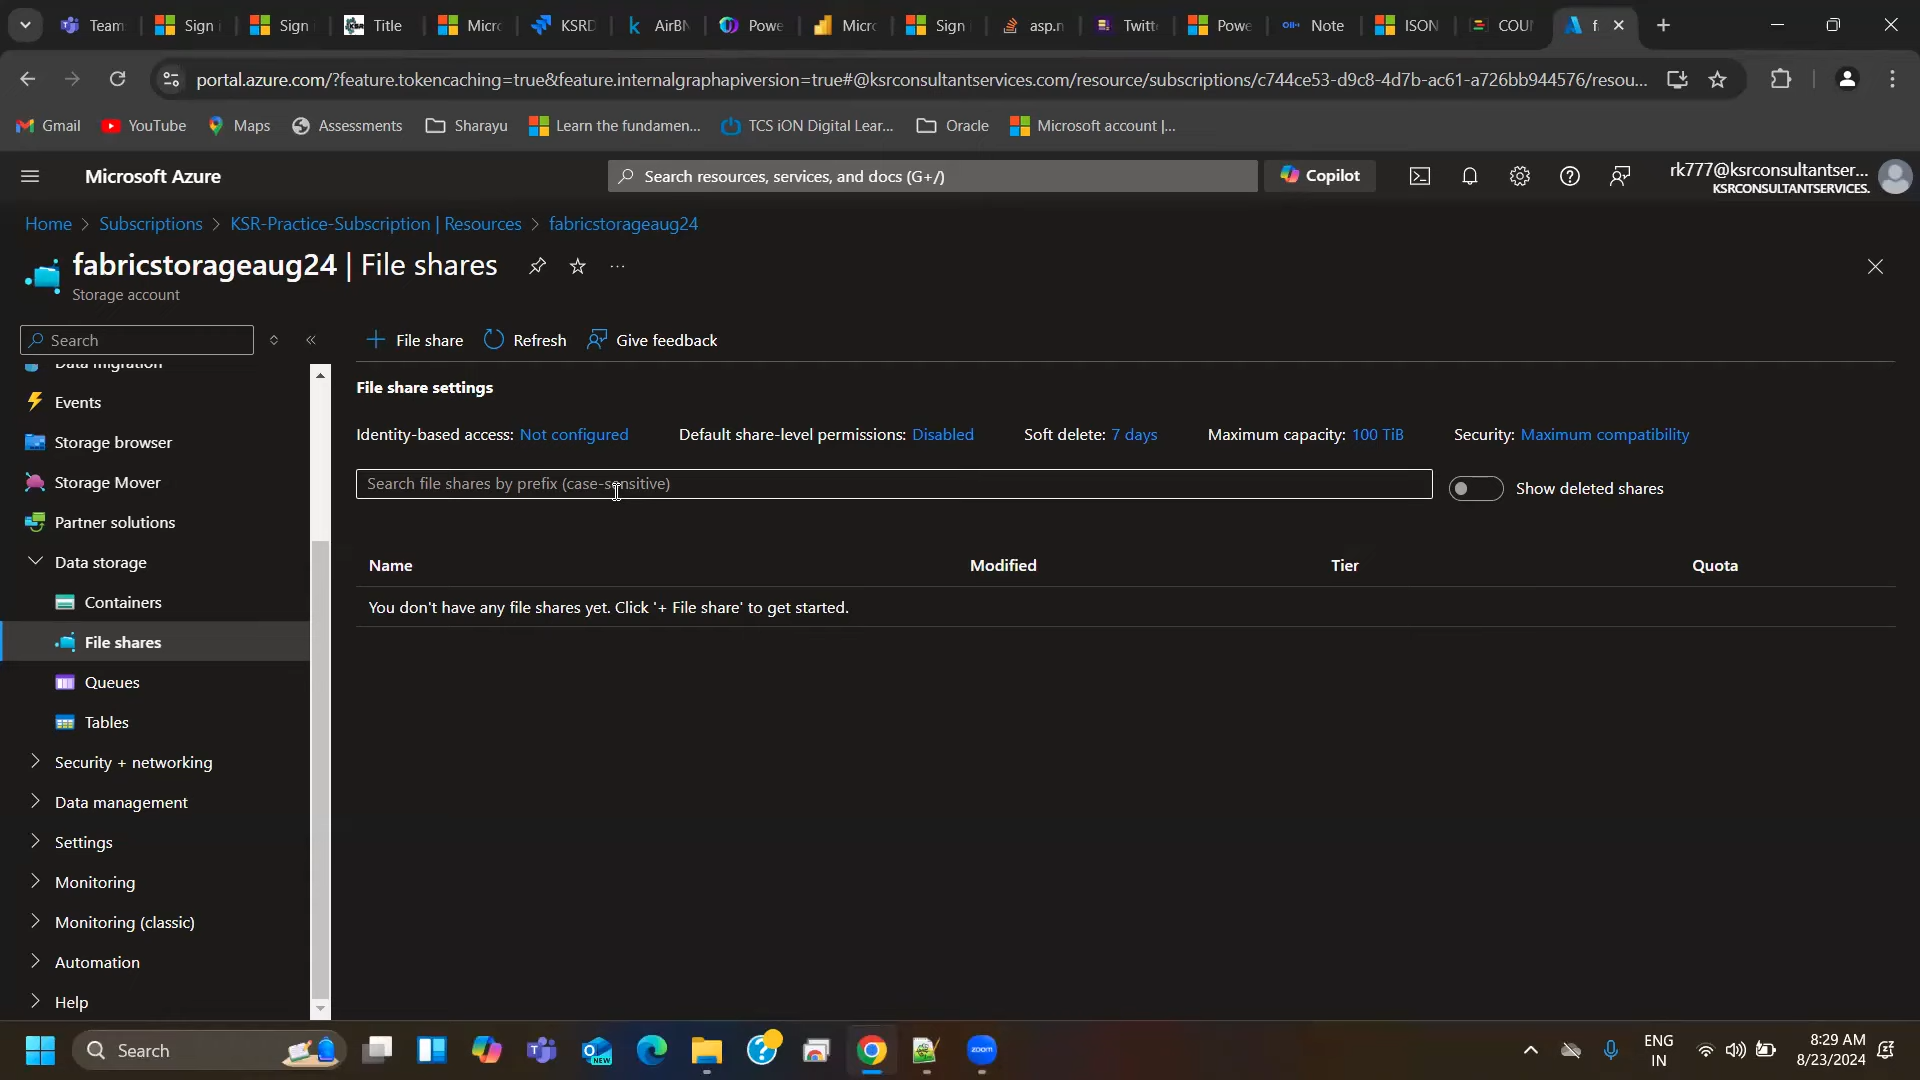 Team
Sign
Sign
Title
Micro
KSRD
AirBN
Powe
Micro
Sign
asp.n
Twitt
Powe
Note
ISON
COU
f
portal.azure.com/?feature.tokencaching=true&feature.internalgraphapiversion=true#@ksrconsultantservices.com/resource/subscriptions/c744ce53-d9c8-4d7b-ac61-a726bb944576/resou...
Gmail
YouTube
Maps
Assessments
Sharayu
Learn the fundamen...
TCS iON Digital Lear...
Oracle
Microsoft account |...
Microsoft Azure
Search resources, services, and docs (G+/)
Copilot
rk777@ksrconsultantser...
KSRCONSULTANTSERVICES.
Home > Subscriptions > KSR-Practice-Subscription | Resources > fabricstorageaug24
fabricstorageaug24 | File shares
Storage account
Search
Data migration
Events
Storage browser
Storage Mover
Partner solutions
Data storage
Containers
File shares
Queues
Tables
Security + networking
Data management
Settings
Monitoring
Monitoring (classic)
Automation
Help
File share
Refresh
Give feedback
File share settings
Identity-based access: Not configured
Default share-level permissions: Disabled
Soft delete: 7 days
Maximum capacity: 100 TiB
Security: Maximum compatibility
Search file shares by prefix (case-sensitive)
Show deleted shares
Name
Modified
Tier
Quota
You don't have any file shares yet. Click '+ File share' to get started.
Search
NEW
zoom
ENG
IN
8:29 AM
8/23/2024